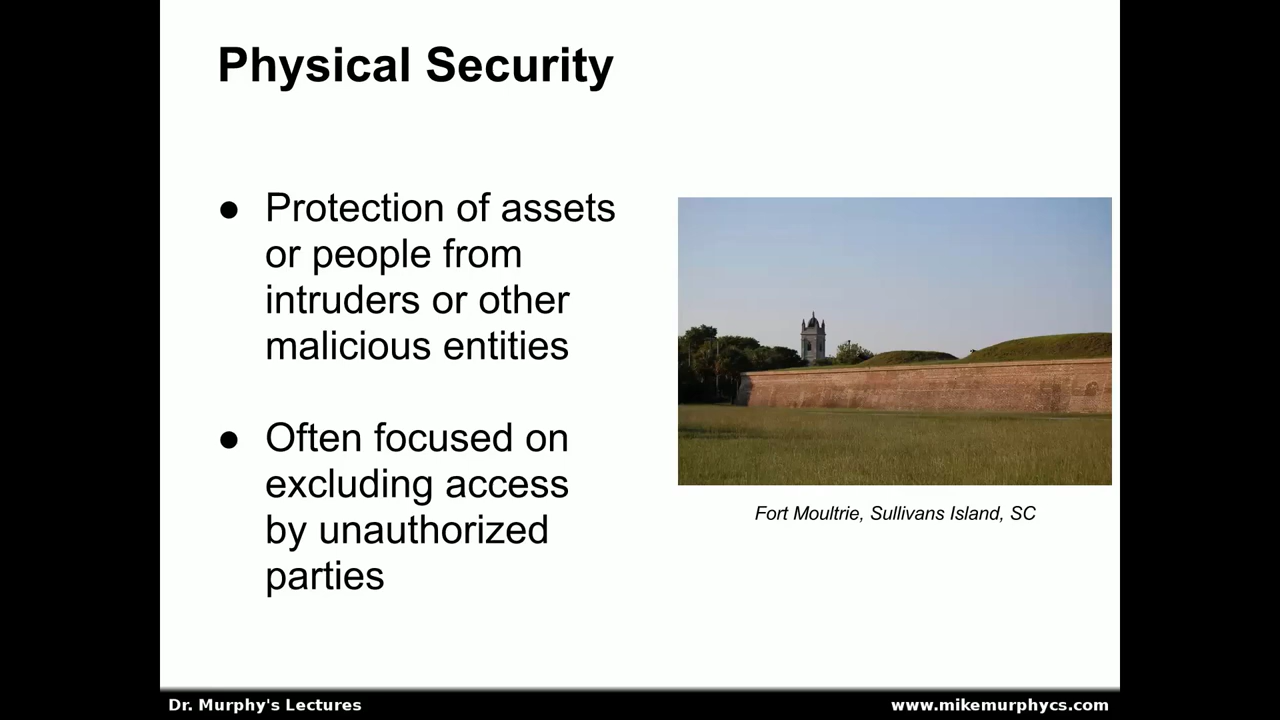 Physical Security
● Protection of assets
or people from
intruders or other
malicious entities
● Often focused on
excluding access
by unauthorized
parties
Fort Moultrie, Sullivans Island, SC
Dr. Murphy's Lectures
www.mikemurphycs.com